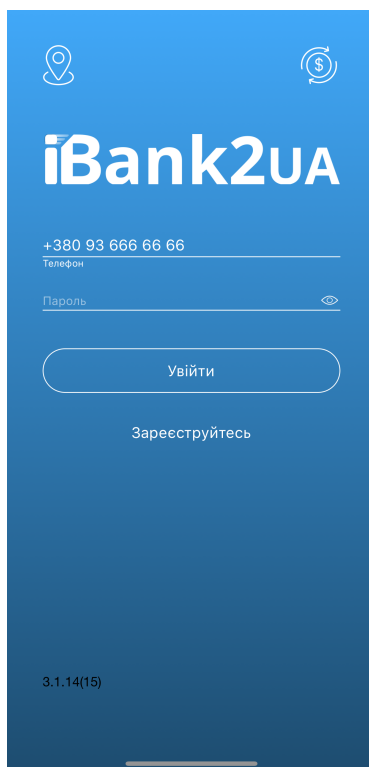 iBank2UA
+380 93 666 66 66
Телефон
Пароль
Увійти
Зареєструйтесь
3.1.14(15)